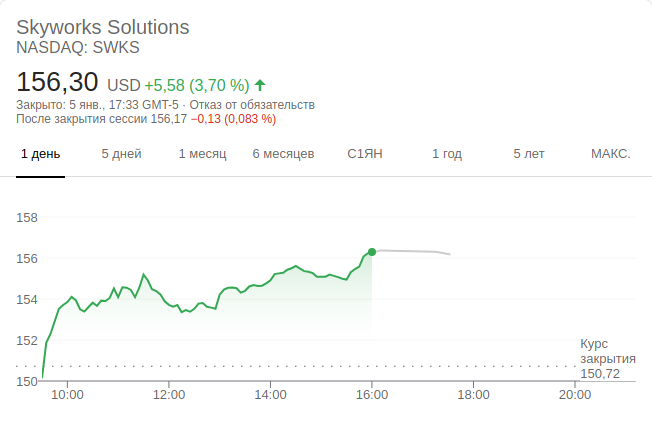 Skyworks Solutions
NASDAQ: SWKS
156,30 USD +5,58 (3,70 %)
Закрыто: 5 янв., 17:33 GMT-5 · Отказ от обязательств
После закрытия сессии 156,17 −0,13 (0,083 %)
1 день 5 дней 1 месяц 6 месяцев С1ЯН 1 год 5 лет МАКС.
158
156
154
152
Курс
закрытия
150,72
150
10:00 12:00 14:00 16:00 18:00 20:00